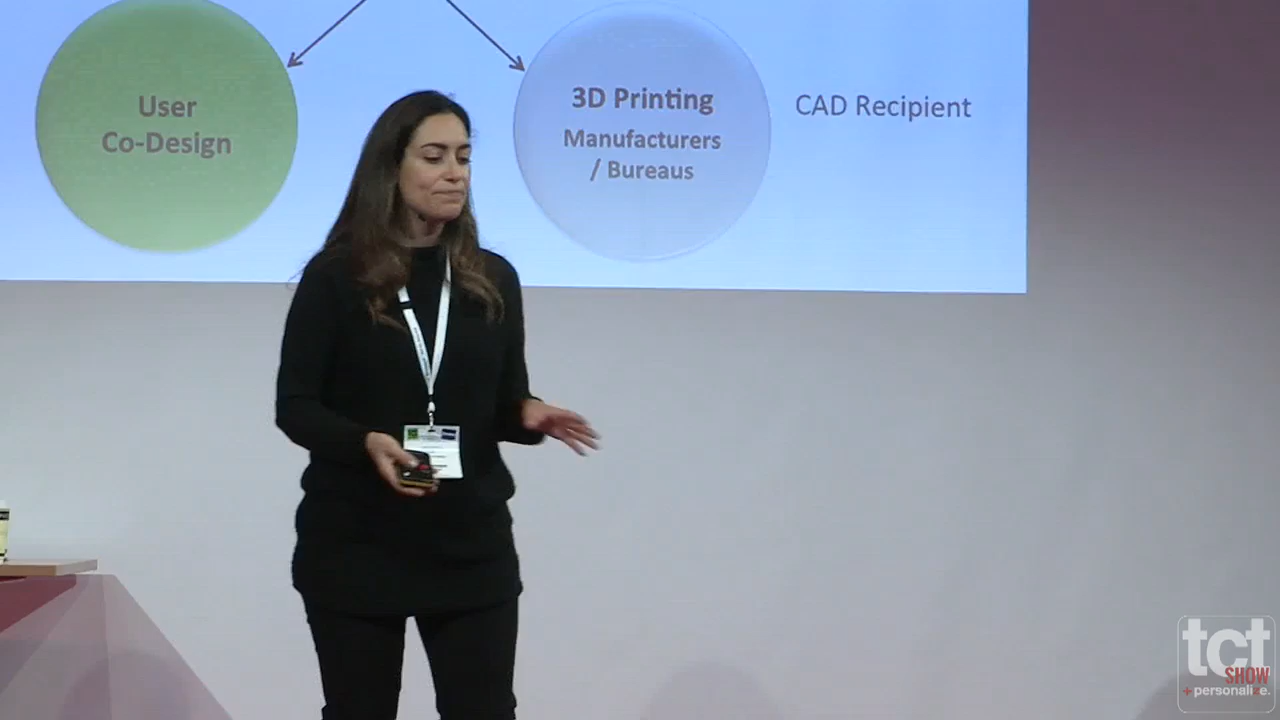 User
Co-Design
3D Printing
Manufacturers
/ Bureaus
CAD Recipient
tct
SHOW
+ personalize.